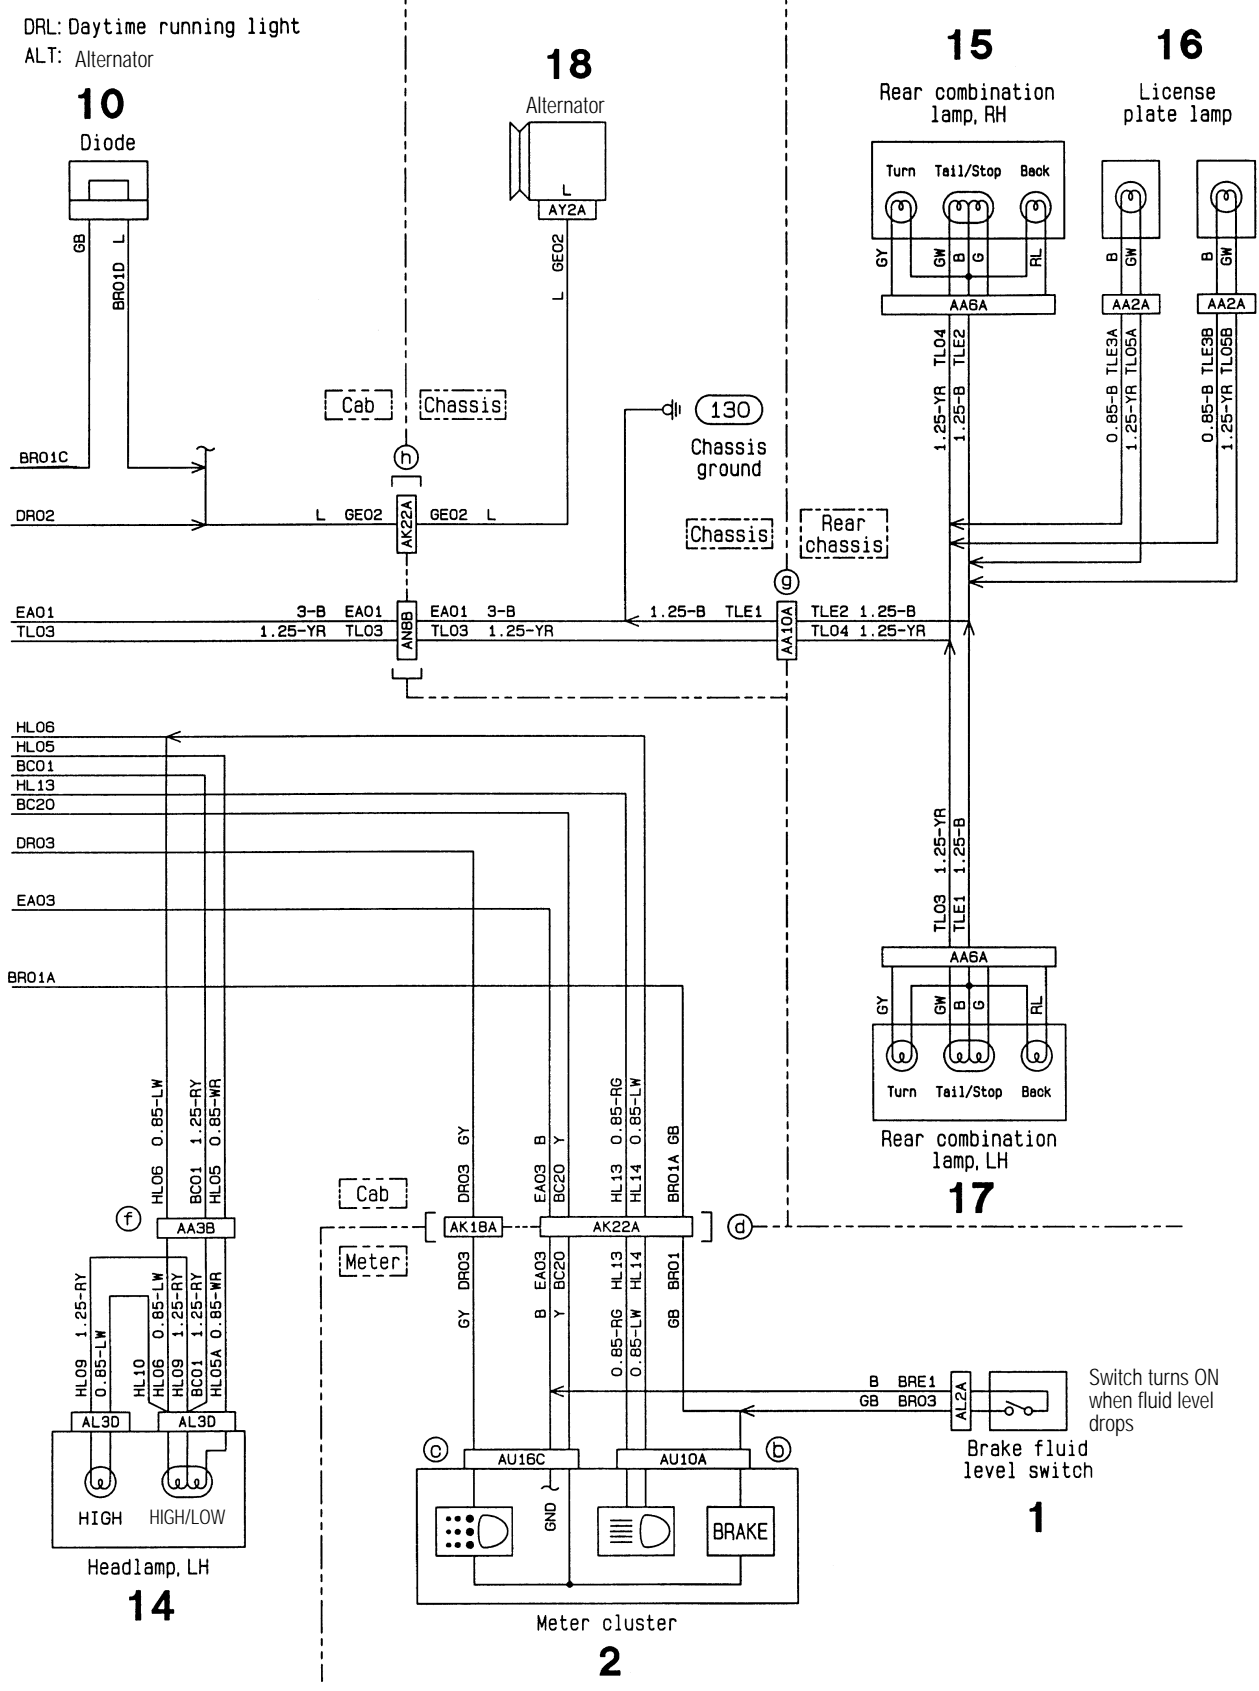 DRL: Daytime running light
ALT: Alternator
10
Diode
GB
BR01D L
18
Alternator
L
AY2A
L GE02
15
Rear combination
lamp, RH
Turn Tail/Stop Back
GY GW B G RL
AA6A
1.25-YR TL04
1.25-B TLE2
16
License
plate lamp
B GW
AA2A
0.85-B TLE3A
1.25-YR TL05A
B GW
AA2A
0.85-B TLE3B
1.25-YR TL05B
Cab
Chassis
h
130
Chassis
ground
BR01C
DR02
L GE02
AK22A
GE02 L
Chassis
Rear
chassis
g
EA01
3-B EA01
EA01 3-B
1.25-B TLE1
TLE2 1.25-B
TL03
1.25-YR TL03
AN8B
TL03 1.25-YR
AA10A
TL04 1.25-YR
HL06
HL05
BC01
HL13
BC20
DR03
EA03
BR01A
TL03 1.25-YR
TLE1 1.25-B
AA6A
GY GW B G RL
Turn Tail/Stop Back
Rear combination
lamp, LH
17
HL06 0.85-LW
BC01 1.25-RY
HL05 0.85-WR
f
AA3B
DR03 GY
EA03 B
BC20 Y
HL13 0.85-RG
HL14 0.85-LW
BR01A GB
Cab
AK18A
AK22A
d
Meter
GY DR03
B EA03
Y BC20
0.85-RG HL13
0.85-LW HL14
GB BR01
HL09 1.25-RY
0.85-LW
HL10
HL06 0.85-LW
HL09 1.25-RY
BC01 1.25-RY
HL05A 0.85-WR
AL3D
AL3D
HIGH
HIGH/LOW
Headlamp, LH
14
B BRE1
GB BR03
AL2A
Switch turns ON
when fluid level
drops
Brake fluid
level switch
1
c
AU16C
AU10A
b
GND
BRAKE
Meter cluster
2